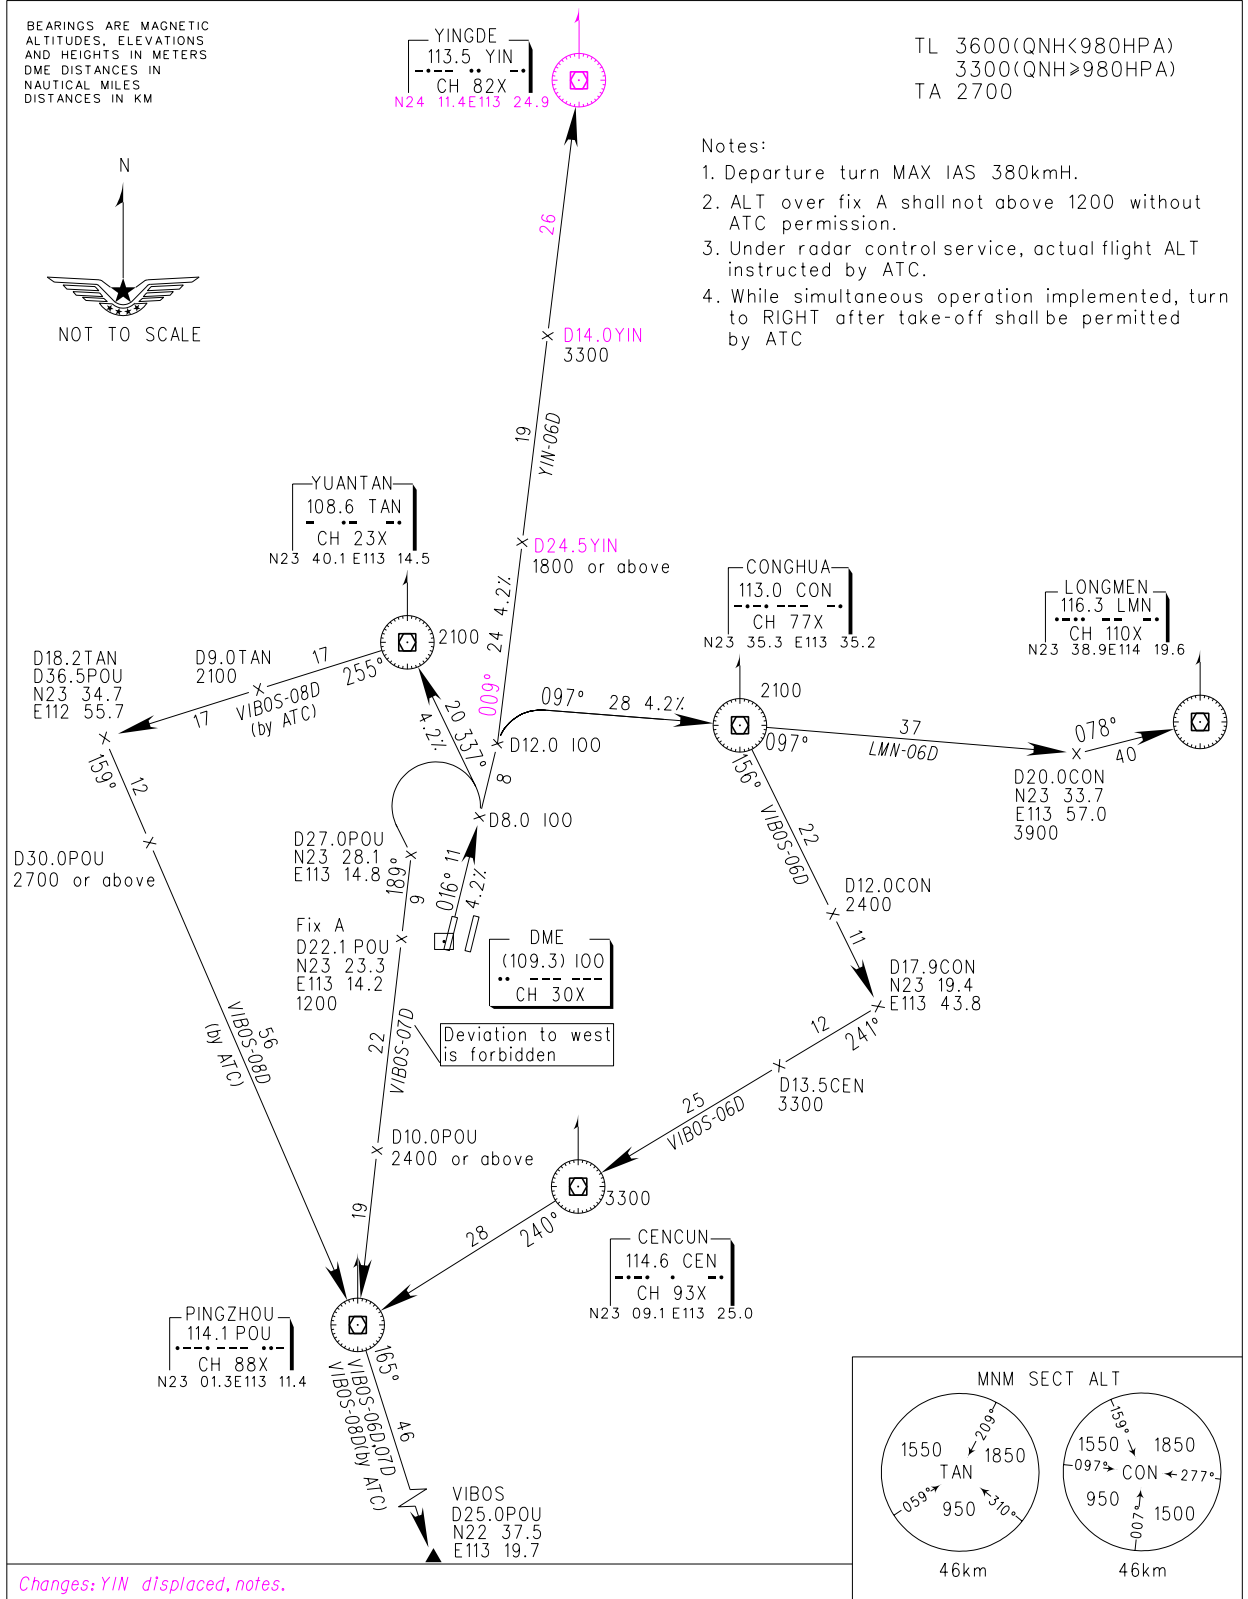 BEARINGS ARE MAGNETIC
ALTITUDES, ELEVATIONS
AND HEIGHTS IN METERS
DME DISTANCES IN
NAUTICAL MILES
DISTANCES IN KM
N
NOT TO SCALE
YINGDE
113.5 YIN
CH 82X
N24 11.4E113 24.9
TL 3600(QNH<980HPA)
3300(QNH≥980HPA)
TA 2700
Notes:
1. Departure turn MAX IAS 380kmH.
2. ALT over fix A shall not above 1200 without
ATC permission.
3. Under radar control service, actual flight ALT
instructed by ATC.
4. While simultaneous operation implemented, turn
to RIGHT after take-off shall be permitted
by ATC
26
D14.0YIN
3300
19
YIN-06D
D24.5YIN
1800 or above
24 4.2%
009°
YUANTAN
108.6 TAN
CH 23X
N23 40.1 E113 14.5
2100
CONGHUA
113.0 CON
CH 77X
N23 35.3 E113 35.2
2100
LONGMEN
116.3 LMN
CH 110X
N23 38.9E114 19.6
D18.2TAN
D36.5POU
N23 34.7
E112 55.7
D9.0TAN
2100
17
255°
17
VIBOS-08D
(by ATC)
20 337°
4.2%
097°
28 4.2%
D12.0 IOO
8
D8.0 IOO
097°
37
LMN-06D
078°
40
D20.0CON
N23 33.7
E113 57.0
3900
159°
12
D30.0POU
2700 or above
D27.0POU
N23 28.1
E113 14.8
189°
9
016° 11
4.2%
156°
22
VIBOS-06D
D12.0CON
2400
11
Fix A
D22.1 POU
N23 23.3
E113 14.2
1200
DME
(109.3) IOO
CH 30X
D17.9CON
N23 19.4
E113 43.8
Deviation to west
is forbidden
56
VIBOS-08D
(by ATC)
22
VIBOS-07D
12
241°
D13.5CEN
3300
25
VIBOS-06D
D10.0POU
2400 or above
19
3300
28
240°
CENCUN
114.6 CEN
CH 93X
N23 09.1 E113 25.0
PINGZHOU
114.1 POU
CH 88X
N23 01.3E113 11.4
165°
VIBOS-06D,07D
VIBOS-08D(by ATC)
46
VIBOS
D25.0POU
N22 37.5
E113 19.7
MNM SECT ALT
1550
209°
1850
TAN
059°
950
310°
46km
159°
1550
1850
097°
CON
277°
950
007°
1500
46km
Changes: YIN displaced, notes.